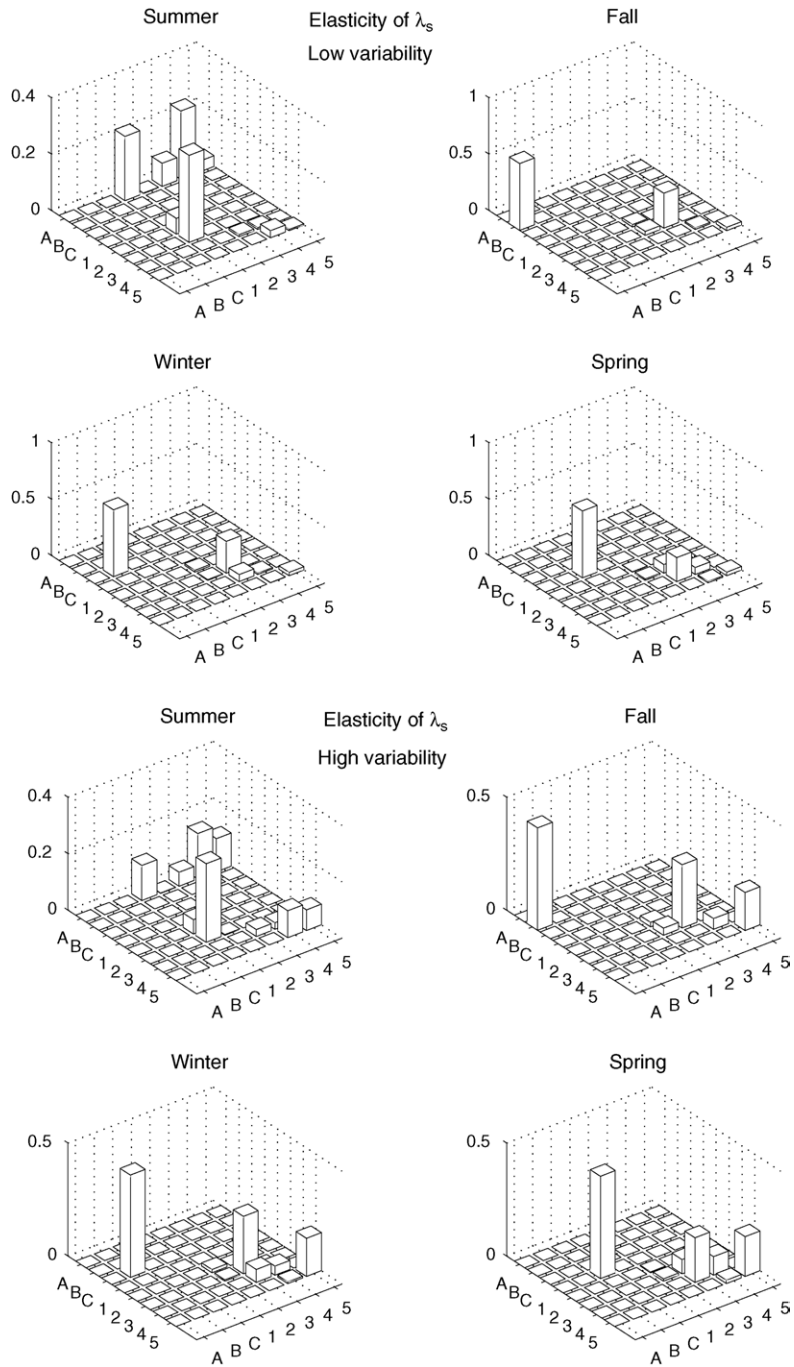 Summer Elasticity of λs Fall
Low variability
0.4 1
0.2 0.5
0 0
A B C 1 2 3 4 5 A B C 1 2 3 4 5
A B C 1 2 3 4 5 A B C 1 2 3 4 5
Winter Spring
1 1
0.5 0.5
0 0
A B C 1 2 3 4 5 A B C 1 2 3 4 5
A B C 1 2 3 4 5 A B C 1 2 3 4 5
Summer Elasticity of λs Fall
High variability
0.4 0.5
0.2
0 0
A B C 1 2 3 4 5 A B C 1 2 3 4 5
A B C 1 2 3 4 5 A B C 1 2 3 4 5
Winter Spring
0.5 0.5
0 0
A B C 1 2 3 4 5 A B C 1 2 3 4 5
A B C 1 2 3 4 5 A B C 1 2 3 4 5